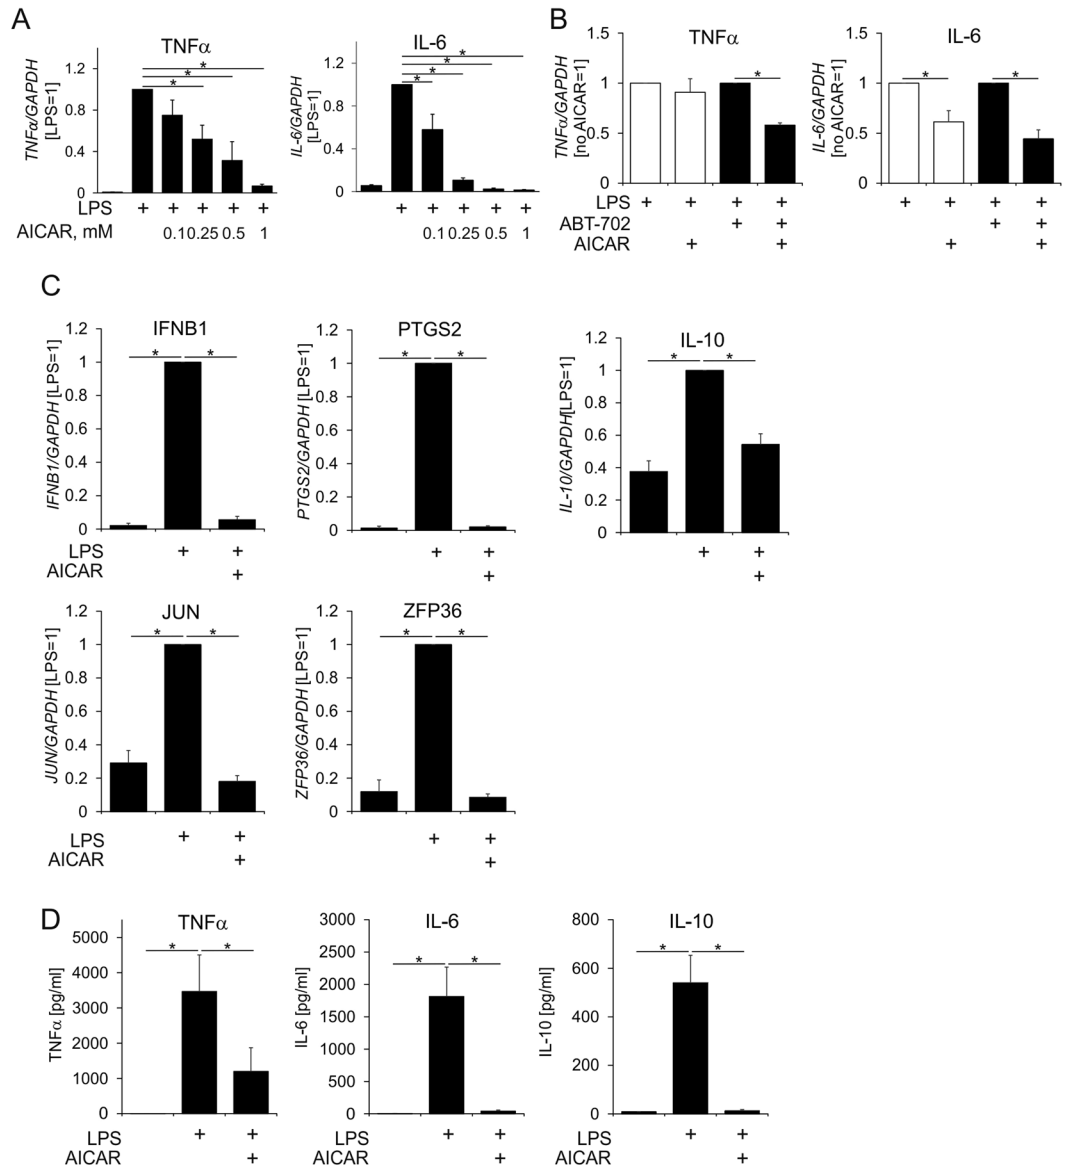 A
TNFα
TNFα/GAPDH
[LPS=1]
1.2
0.8
0.4
0
*
*
*
LPS + + + + +
AICAR, mM 0.1 0.25 0.5 1
IL-6
IL-6/GAPDH
[LPS=1]
1.2
0.8
0.4
0
*
*
*
*
+ + + + +
0.1 0.25 0.5 1
B
TNFα
TNFα/GAPDH
[no AICAR=1]
1.5
1
0.5
0
*
LPS + + + +
ABT-702 + +
AICAR + +
IL-6
IL-6/GAPDH
[no AICAR=1]
1.5
1
0.5
0
* *
+ + + +
+ +
+ +
C
IFNB1
IFNB1/GAPDH [LPS=1]
1.2
1
0.8
0.6
0.4
0.2
0
* *
LPS + +
AICAR +
PTGS2
PTGS2/GAPDH [LPS=1]
1.2
1
0.8
0.6
0.4
0.2
0
* *
+ +
+
IL-10
IL-10/GAPDH[LPS=1]
1.2
1
0.8
0.6
0.4
0.2
0
* *
+ +
+
JUN
JUN/GAPDH [LPS=1]
1.2
1
0.8
0.6
0.4
0.2
0
* *
LPS + +
AICAR +
ZFP36
ZFP36/GAPDH [LPS=1]
1.2
1
0.8
0.6
0.4
0.2
0
* *
+ +
+
D
TNFα
TNFα [pg/ml]
5000
4000
3000
2000
1000
0
* *
LPS + +
AICAR +
IL-6
IL-6 [pg/ml]
3000
2500
2000
1500
1000
500
0
* *
LPS + +
AICAR +
IL-10
IL-10 [pg/ml]
800
600
400
200
0
* *
LPS + +
AICAR +